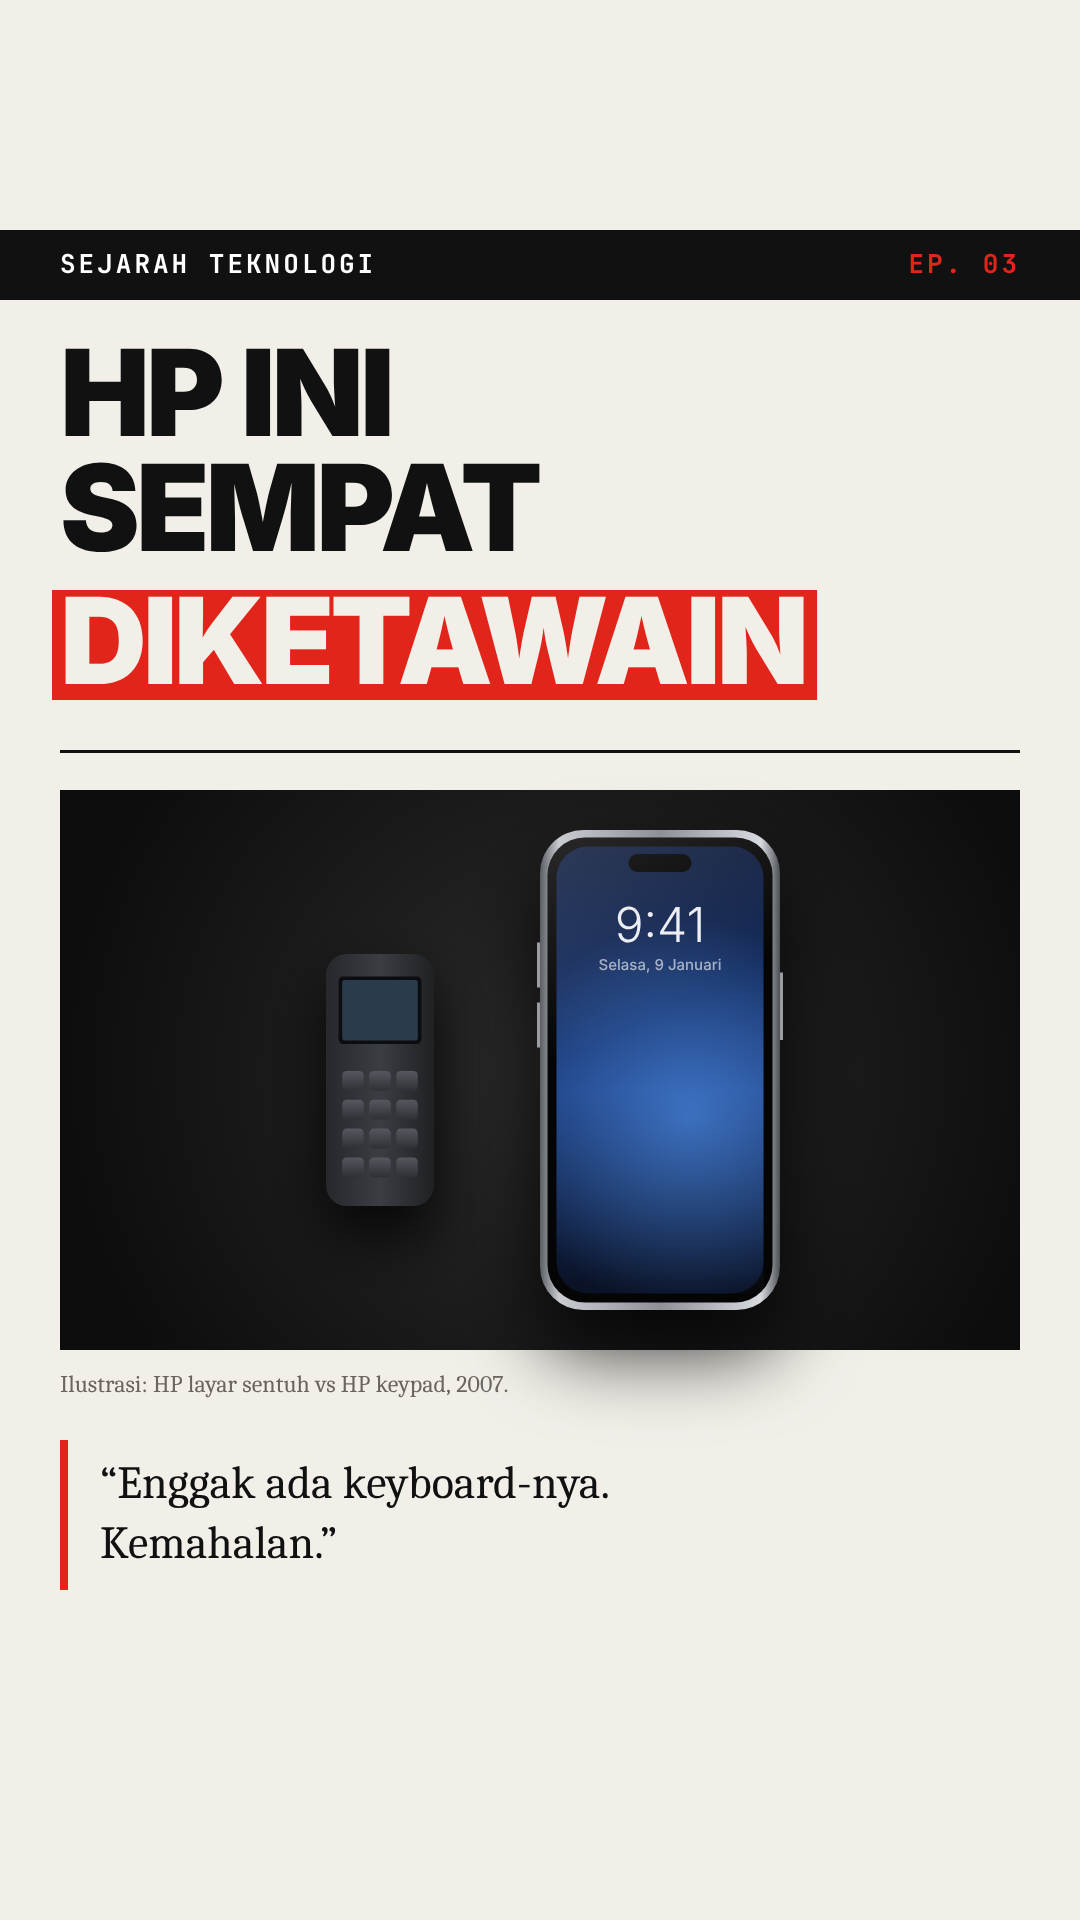 SEJARAH TEKNOLOGI
EP. 03
HP INI
SEMPAT
DIKETAWAIN
9:41
Selasa, 9 Januari
Ilustrasi: HP layar sentuh vs HP keypad, 2007.
“Enggak ada keyboard-nya.
Kemahalan.”